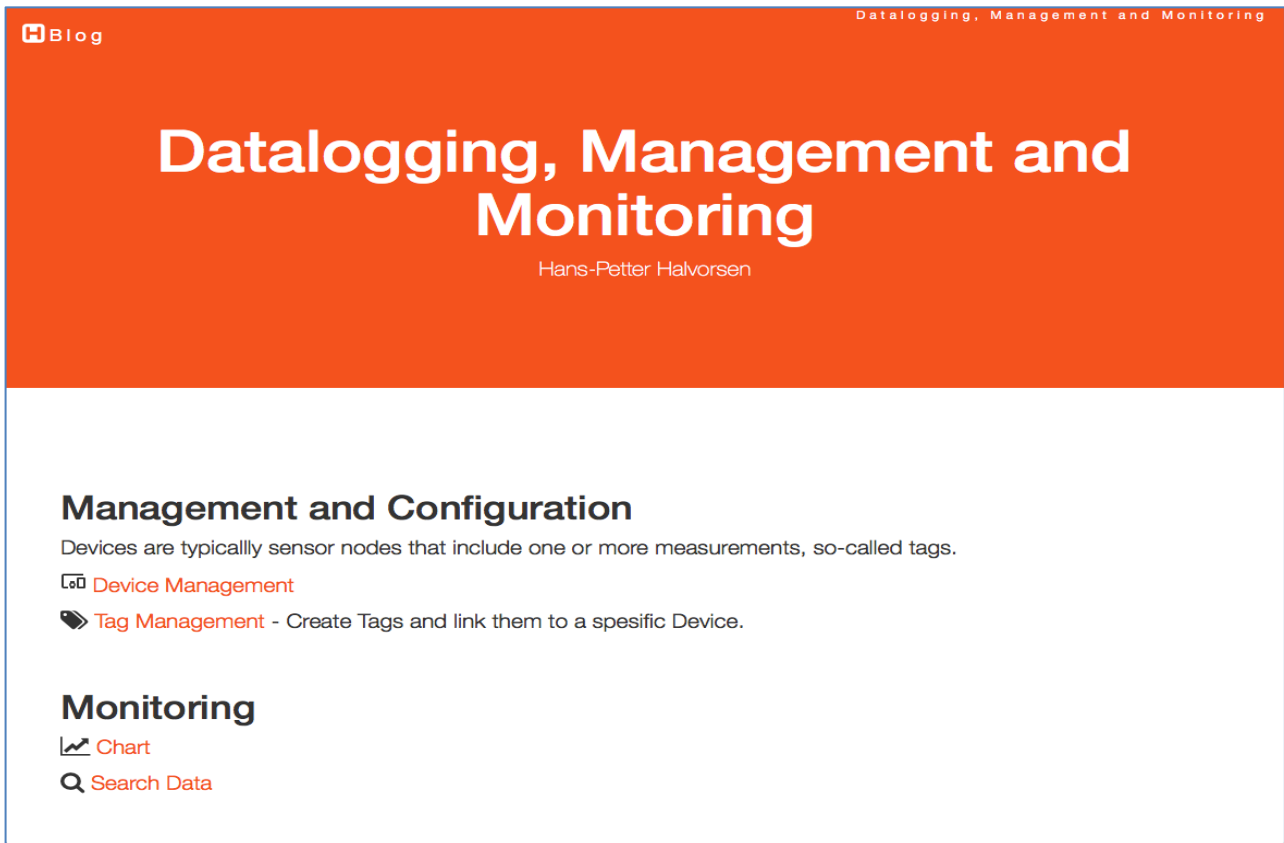 H Blog
Datalogging, Management and Monitoring
Datalogging, Management and
Monitoring
Hans-Petter Halvorsen
Management and Configuration
Devices are typicallly sensor nodes that include one or more measurements, so-called tags.
Device Management
Tag Management - Create Tags and link them to a spesific Device.
Monitoring
Chart
Search Data